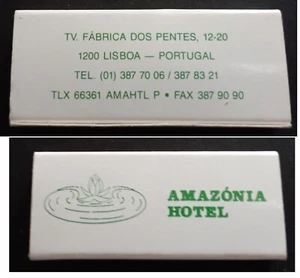 TV. FÁBRICA DOS PENTES, 12-20
1200 LISBOA — PORTUGAL
TEL. (01) 387 70 06 / 387 83 21
TLX 66361 AMAHTL P • FAX 387 90 90
AMAZÓNIA
HOTEL